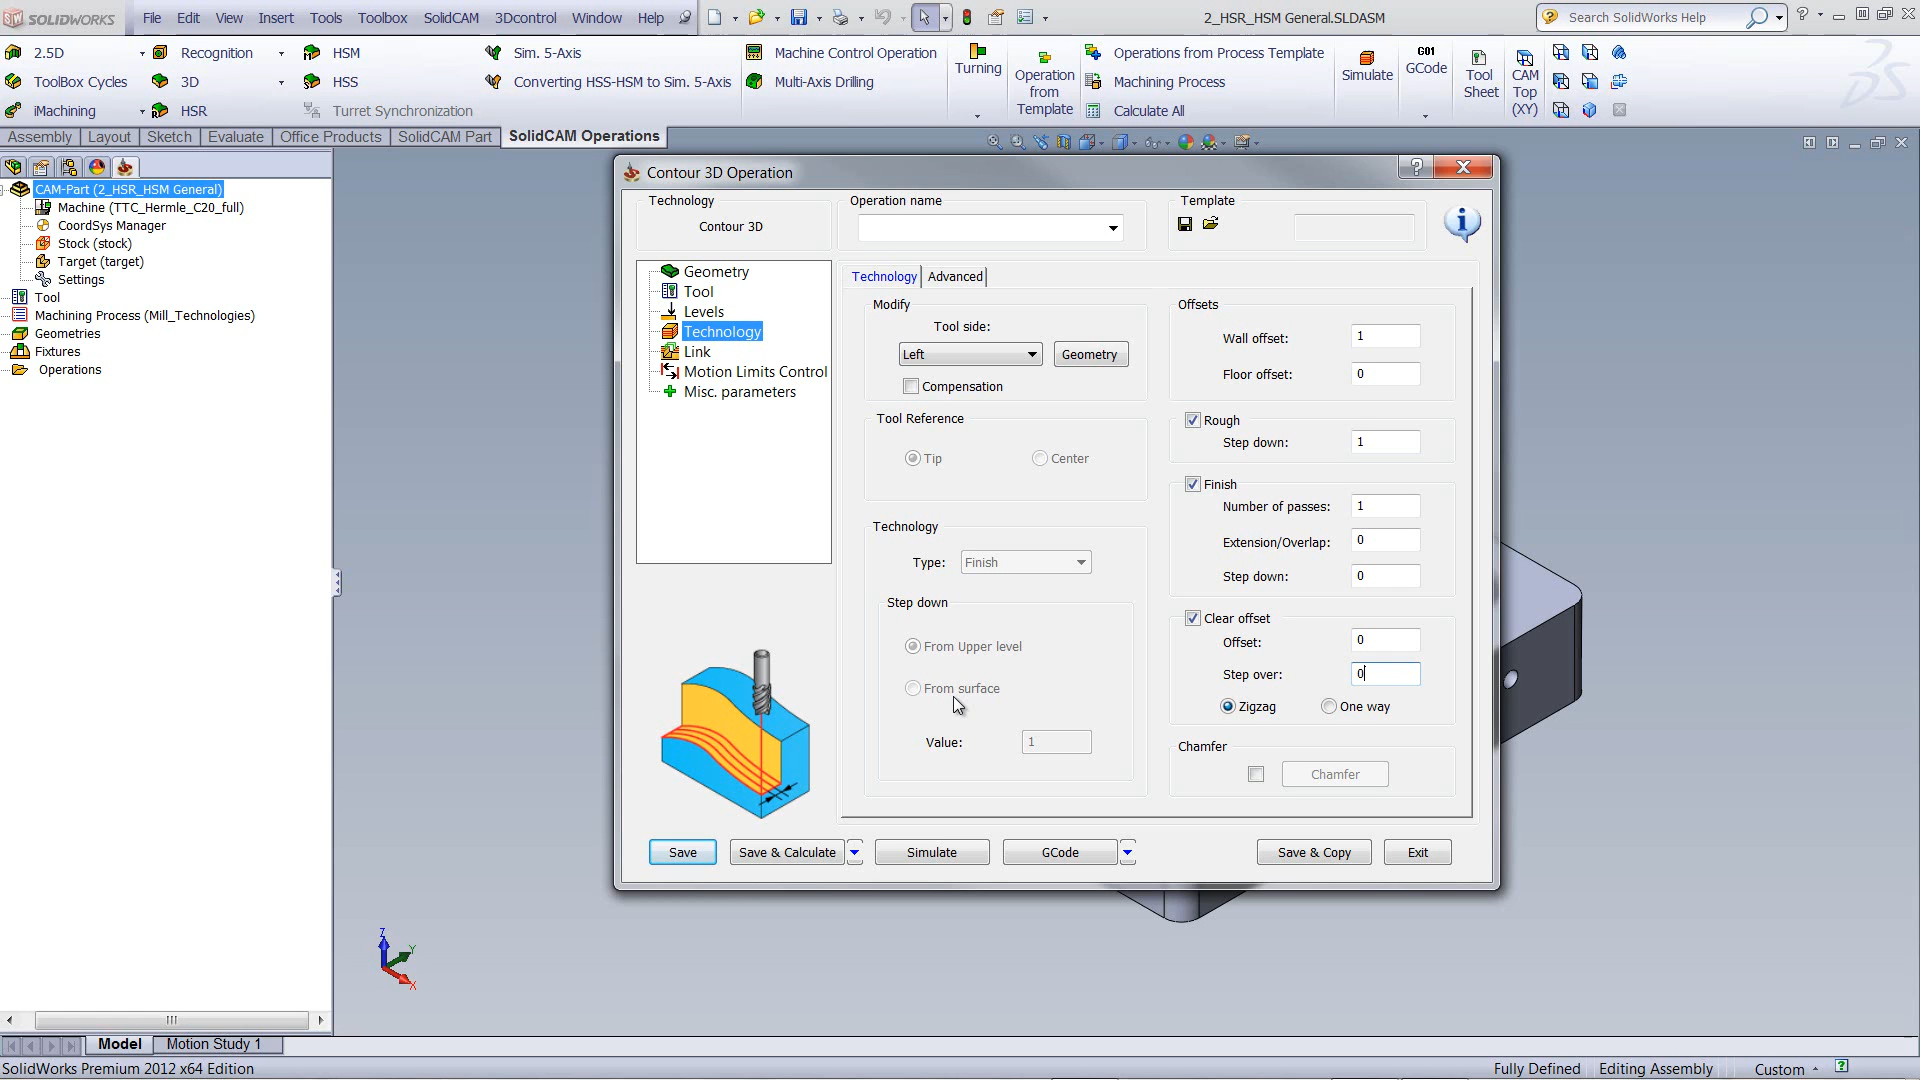 SOLIDWORKS File Edit View Insert Tools Toolbox SolidCAM 3Dcontrol Window Help 2_HSR_HSM General.SLDASM Search SolidWorks Help
2.5D Recognition HSM Sim. 5-Axis Machine Control Operation Operations from Process Template
ToolBox Cycles 3D HSS Converting HSS-HSM to Sim. 5-Axis Multi-Axis Drilling Machining Process
iMachining HSR Turret Synchronization Calculate All
Turning
Operation
from
Template
Simulate
G01
GCode
Tool
Sheet
CAM
Top
(XY)
Assembly Layout Sketch Evaluate Office Products SolidCAM Part SolidCAM Operations
CAM-Part (2_HSR_HSM General)
Machine (TTC_Hermle_C20_full)
CoordSys Manager
Stock (stock)
Target (target)
Settings
Tool
Machining Process (Mill_Technologies)
Geometries
Fixtures
Operations
Contour 3D Operation
Technology
Contour 3D
Operation name
Template
Geometry
Tool
Levels
Technology
Link
Motion Limits Control
Misc. parameters
Technology Advanced
Modify
Tool side:
Left
Geometry
Compensation
Tool Reference
Tip Center
Technology
Type: Finish
Step down
From Upper level
From surface
Value: 1
Offsets
Wall offset: 1
Floor offset: 0
Rough
Step down: 1
Finish
Number of passes: 1
Extension/Overlap: 0
Step down: 0
Clear offset
Offset: 0
Step over: 0
Zigzag One way
Chamfer
Chamfer
Save Save & Calculate Simulate GCode Save & Copy Exit
Z
Y
X
Model Motion Study 1
SolidWorks Premium 2012 x64 Edition Fully Defined Editing Assembly Custom